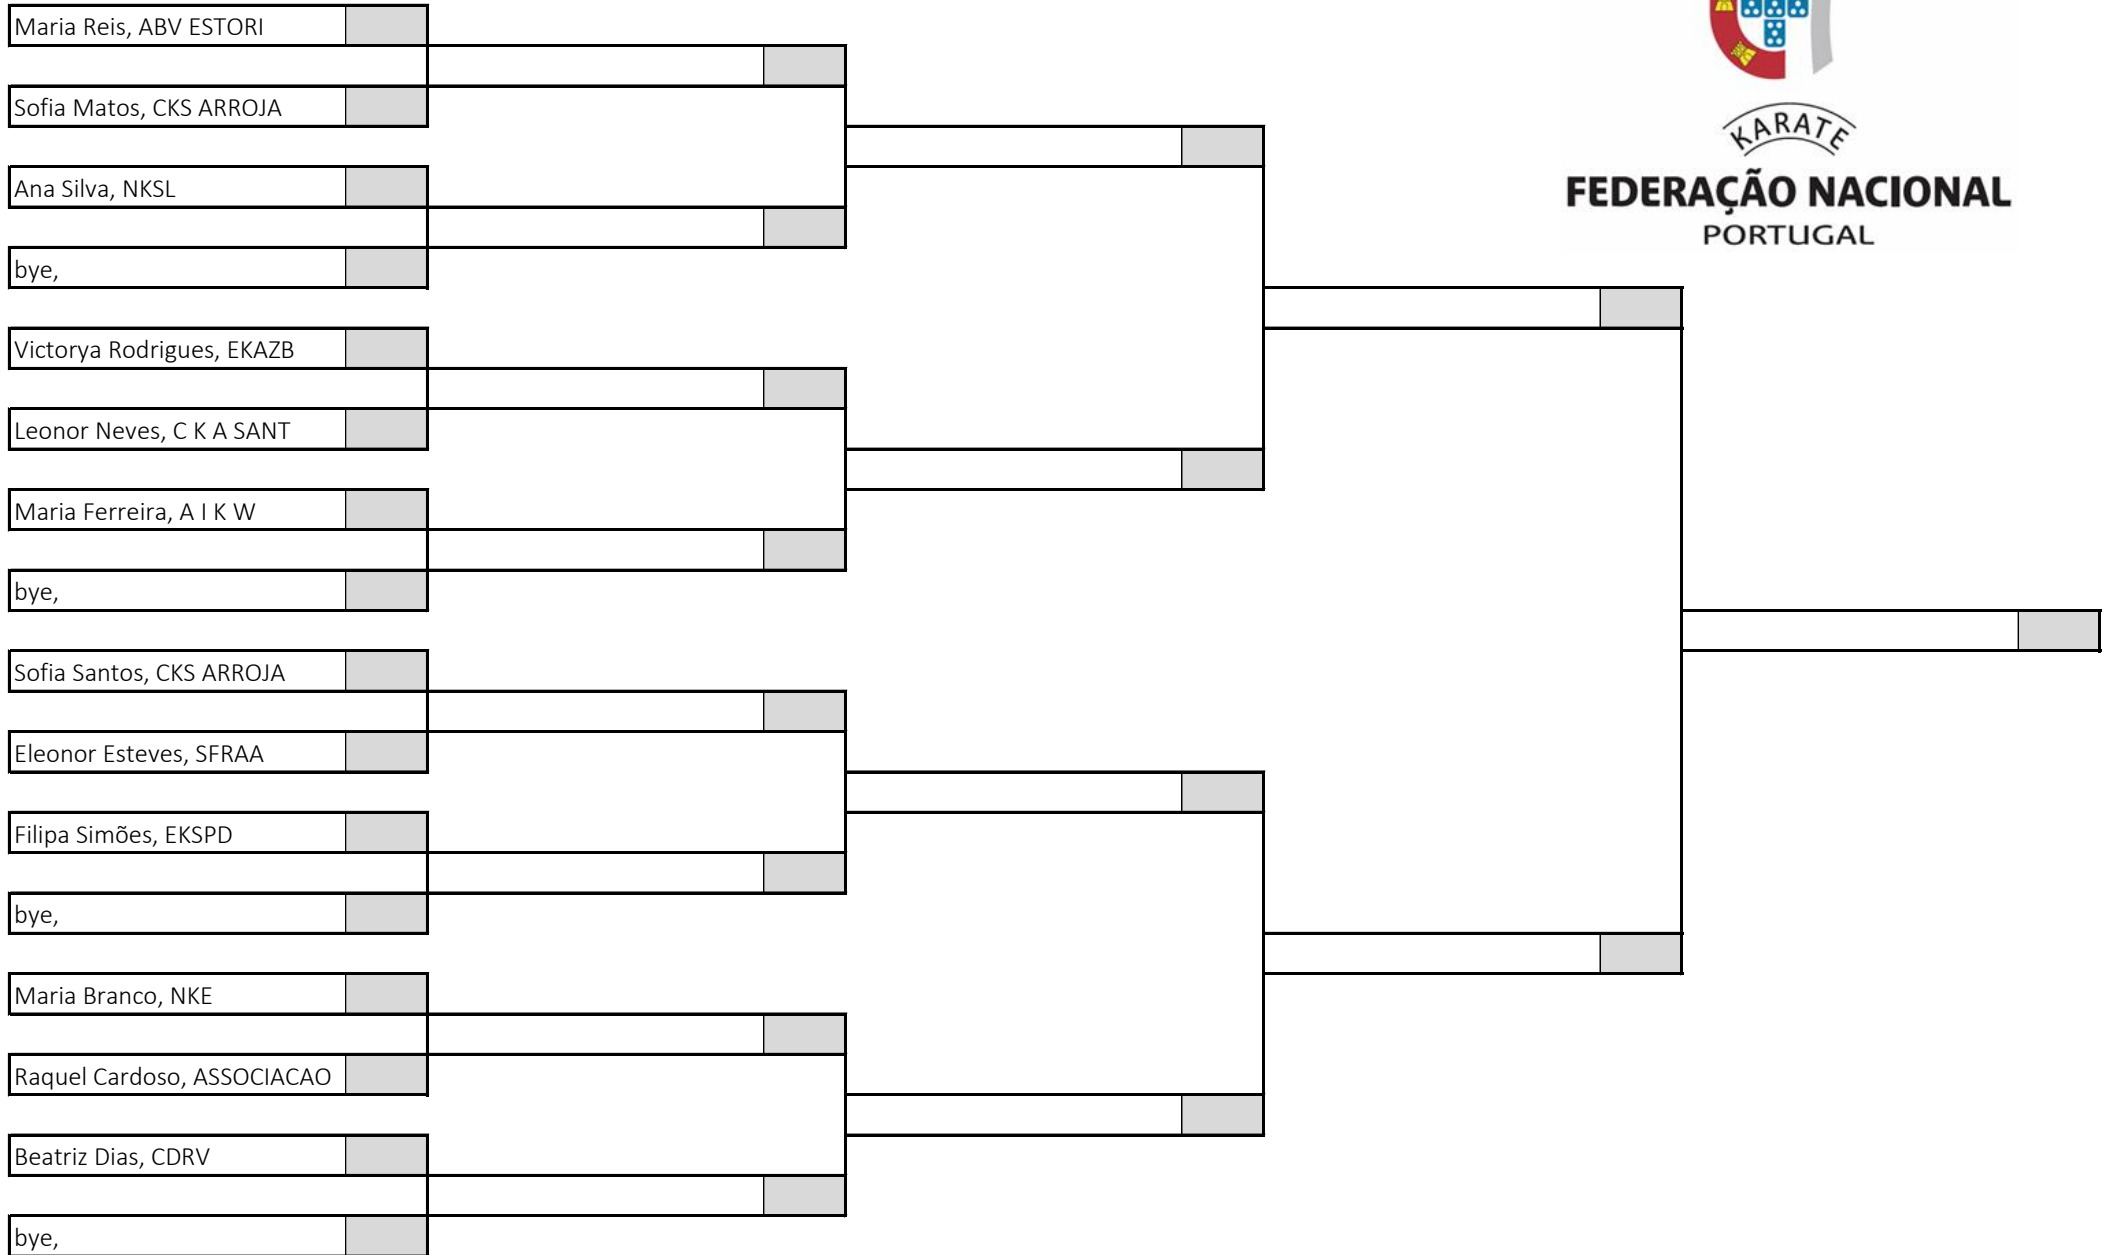 Maria Reis, ABV ESTORI
Sofia Matos, CKS ARROJA
Ana Silva, NKSL
bye,
Victorya Rodrigues, EKAZB
Leonor Neves, C K A SANT
Maria Ferreira, A I K W
bye,
Sofia Santos, CKS ARROJA
Eleonor Esteves, SFRAA
Filipa Simões, EKSPD
bye,
Maria Branco, NKE
Raquel Cardoso, ASSOCIACAO
Beatriz Dias, CDRV
bye,
KARATE
FEDERAÇÃO NACIONAL
PORTUGAL